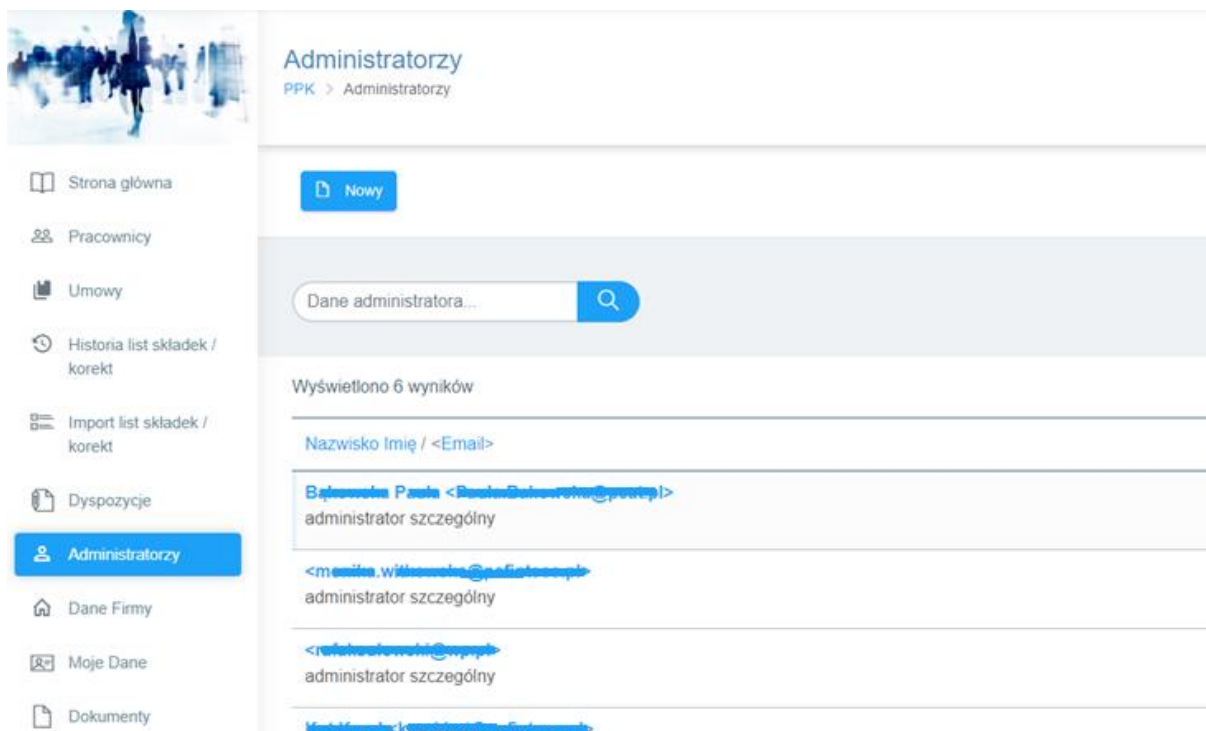 Administratorzy
PPK > Administratorzy
Strona główna
Pracownicy
Umowy
Historia list składek /
korekt
Import list składek /
korekt
Dyspozycje
Administratorzy
Dane Firmy
Moje Dane
Dokumenty
Nowy
Dane administratora...
Wyświetlono 6 wyników
Nazwisko Imię / <Email>
administrator szczególny
administrator szczególny
administrator szczególny